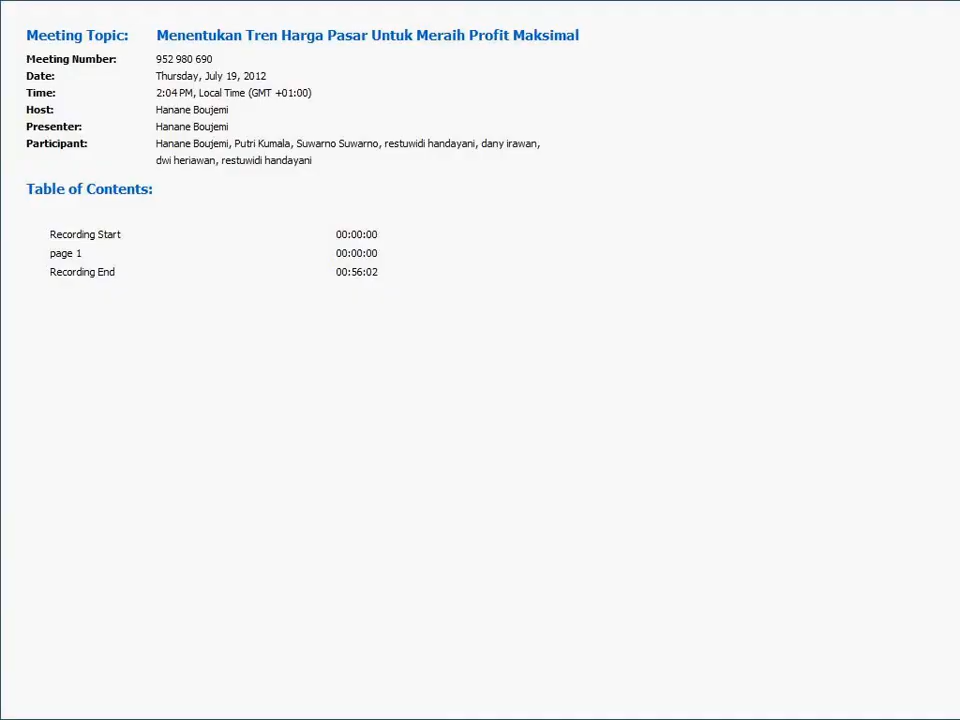 Meeting Topic: Menentukan Tren Harga Pasar Untuk Meraih Profit Maksimal
Meeting Number: 952 980 690
Date: Thursday, July 19, 2012
Time: 2:04 PM, Local Time (GMT +01:00)
Host: Hanane Boujemi
Presenter: Hanane Boujemi
Participant: Hanane Boujemi, Putri Kumala, Suwarno Suwarno, restuwidi handayani, dany irawan,
dwi heriawan, restuwidi handayani
Table of Contents:
Recording Start 00:00:00
page 1 00:00:00
Recording End 00:56:02